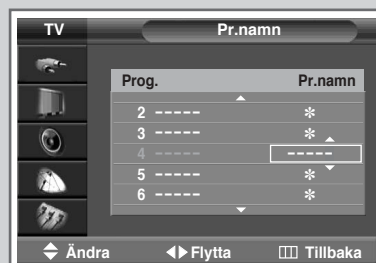 TV Pr.namn
Prog. Pr.namn
2 ----- *
3 ----- *
4 ----- -----
5 ----- *
6 ----- *
Ändra Flytta Tillbaka